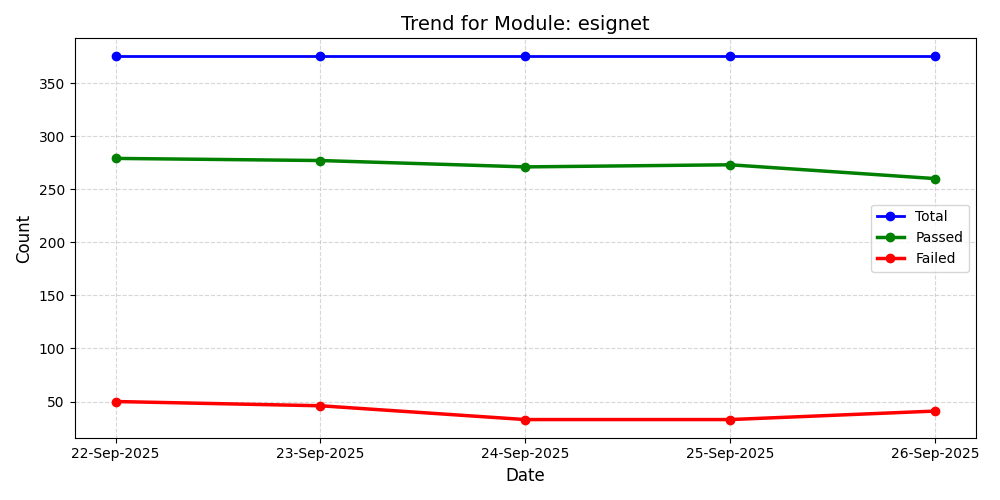 Trend for Module: esignet
Count
350
300
250
200
150
100
50
Total
Passed
Failed
22-Sep-2025 23-Sep-2025 24-Sep-2025 25-Sep-2025 26-Sep-2025
Date